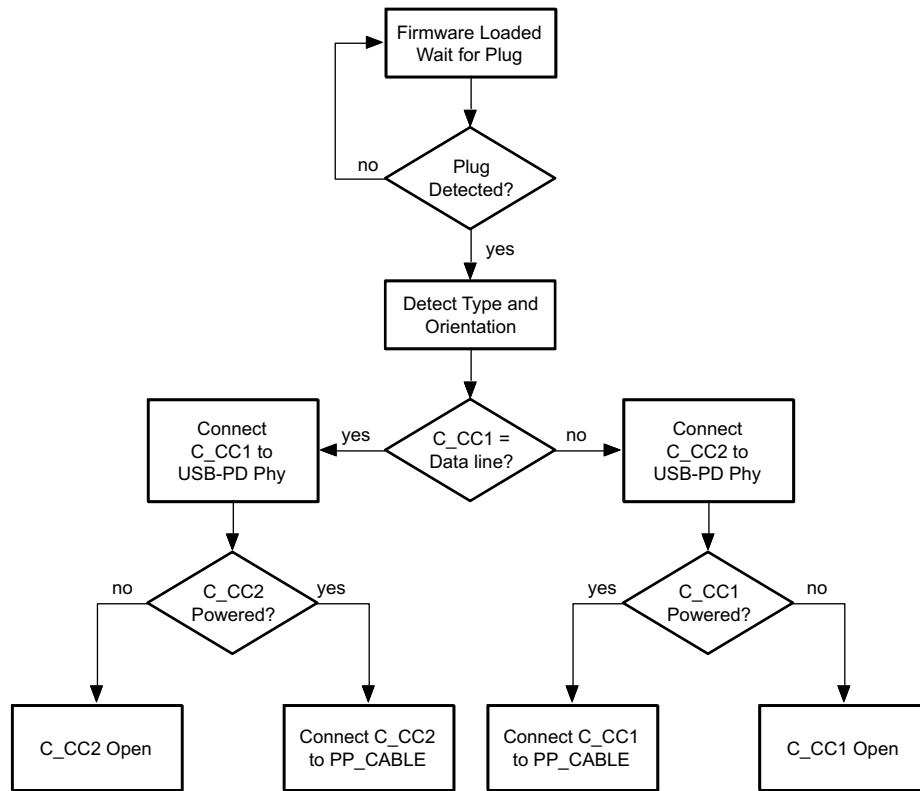 Firmware Loaded
Wait for Plug
no
Plug
Detected?
yes
Detect Type and
Orientation
Connect
C_CC1 to
USB-PD Phy
yes
C_CC1 =
Data line?
no
Connect
C_CC2 to
USB-PD Phy
no
C_CC2
Powered?
yes
yes
C_CC1
Powered?
no
C_CC2 Open
Connect C_CC2
to PP_CABLE
Connect C_CC1
to PP_CABLE
C_CC1 Open